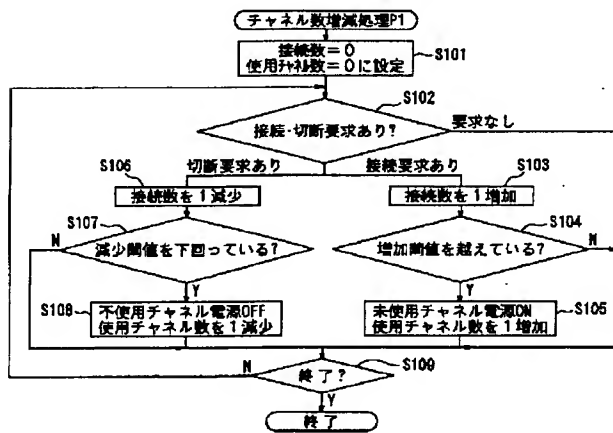 チャネル数増減処理P1
接続数=0
使用チャネル数=0に設定
S101
S102
接続・切断要求あり?
要求なし
S106
切断要求あり
接続要求あり
S103
接続数を1減少
接続数を1増加
S107
S104
N
減少閾値を下回っている?
増加閾値を越えている?
N
Y
Y
S108
不使用チャネル電源OFF
使用チャネル数を1減少
未使用チャネル電源ON
使用チャネル数を1増加
S105
N
S109
終了?
Y
終了